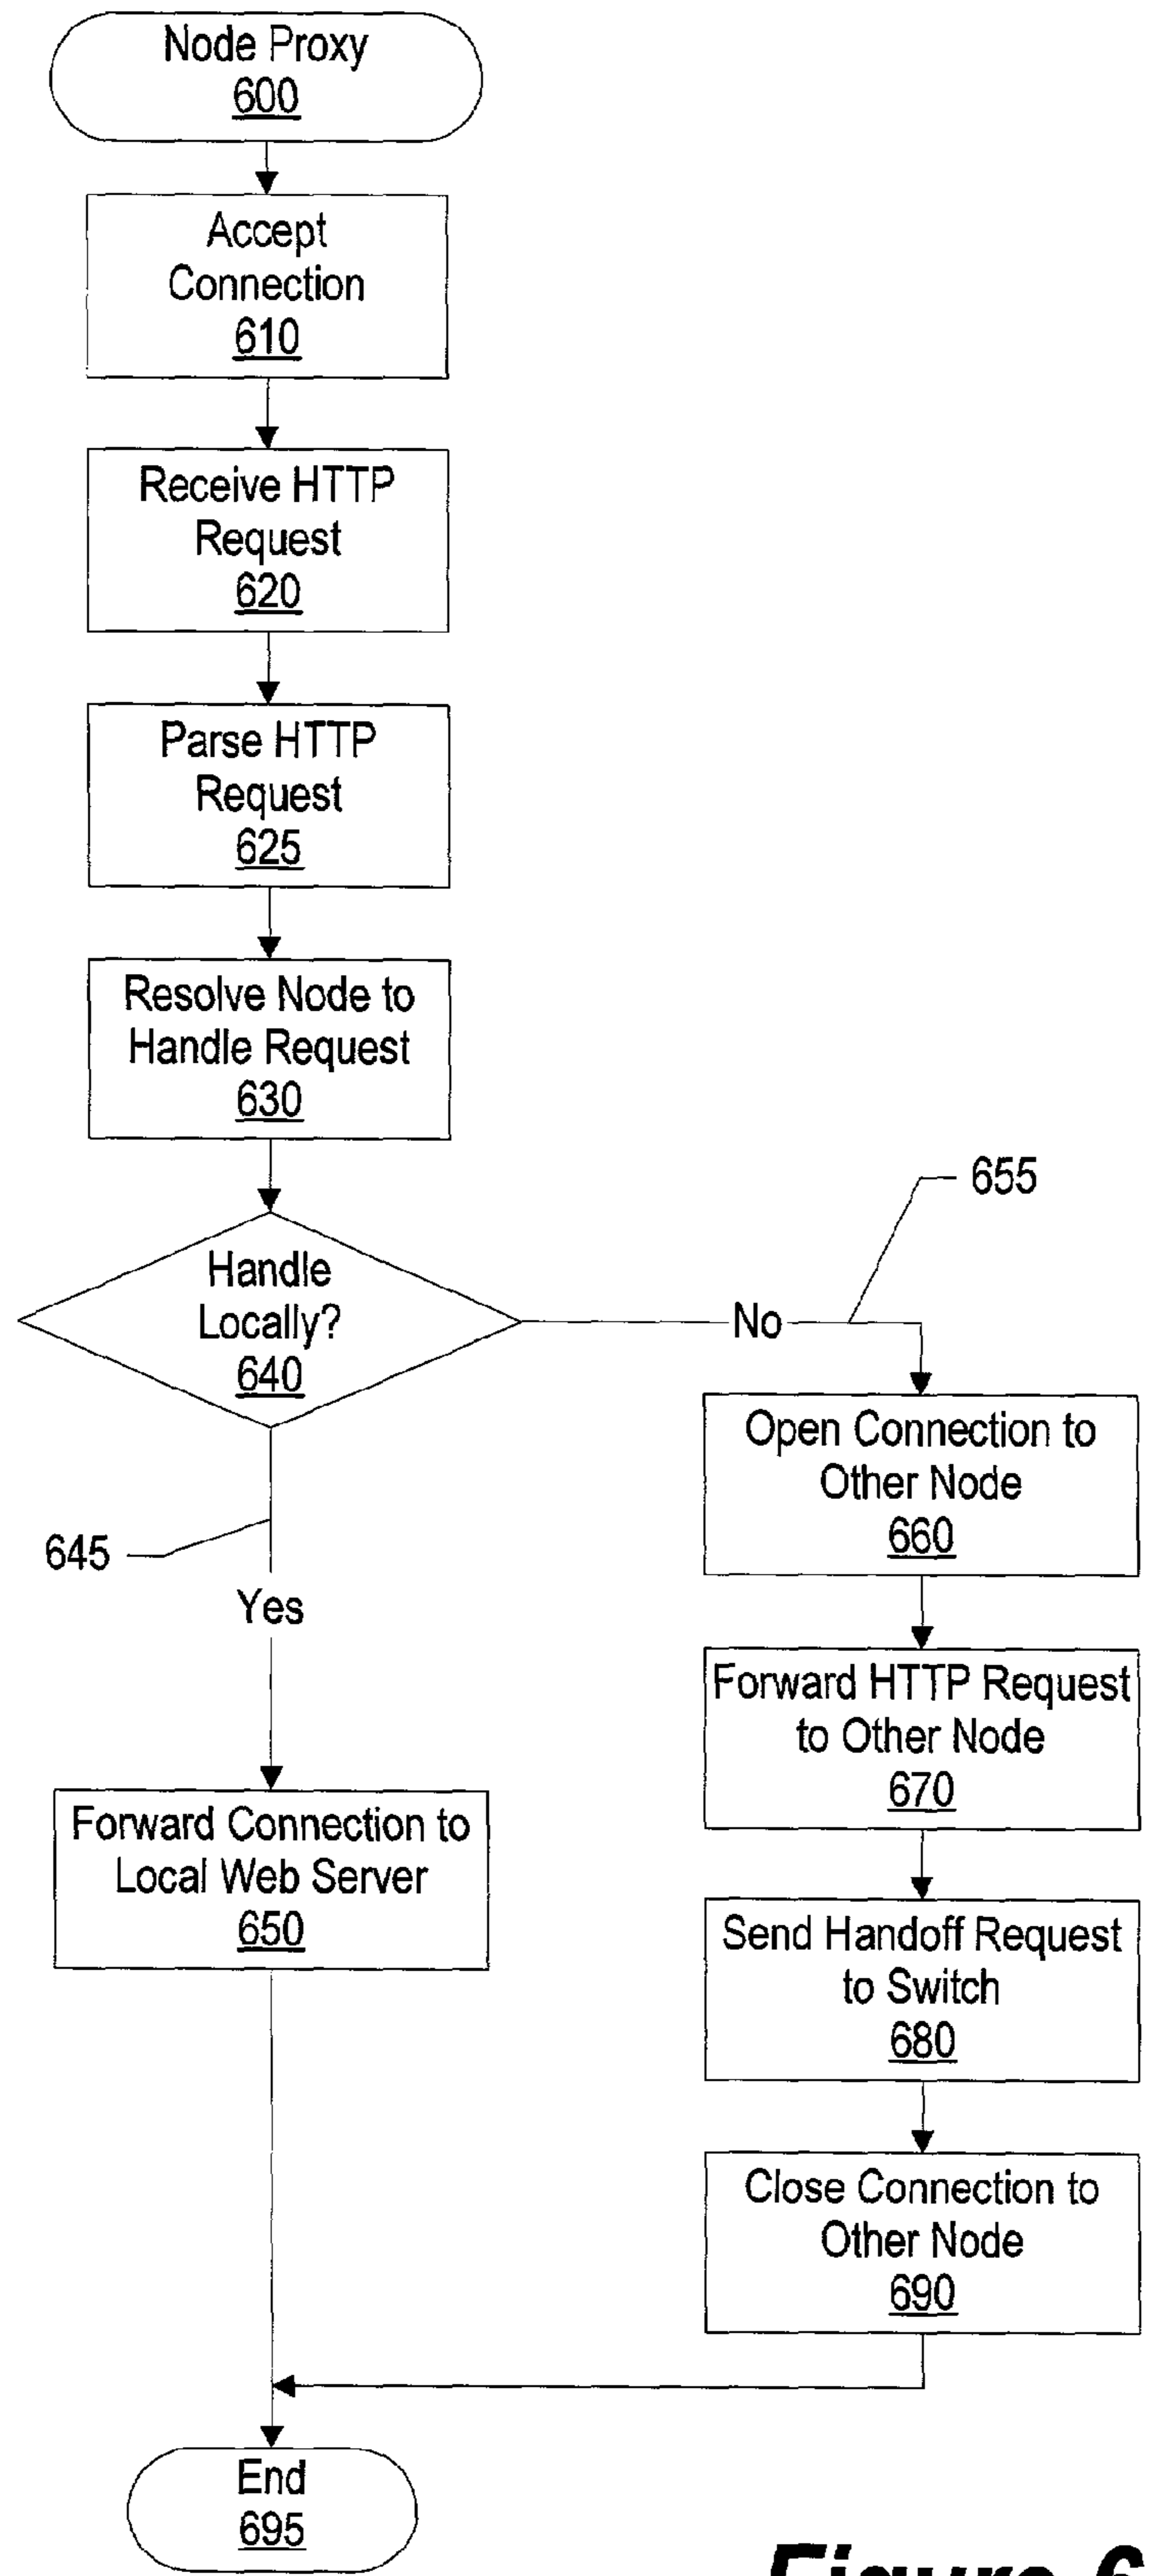 Node Proxy
600
Accept
Connection
610
Receive HTTP
Request
620
Parse HTTP
Request
625
Resolve Node to
Handle Request
630
Handle
Locally?
640
655
No
645
Yes
Open Connection to
Other Node
660
Forward HTTP Request
to Other Node
670
Forward Connection to
Local Web Server
650
Send Handoff Request
to Switch
680
Close Connection to
Other Node
690
End
695
Figure 6